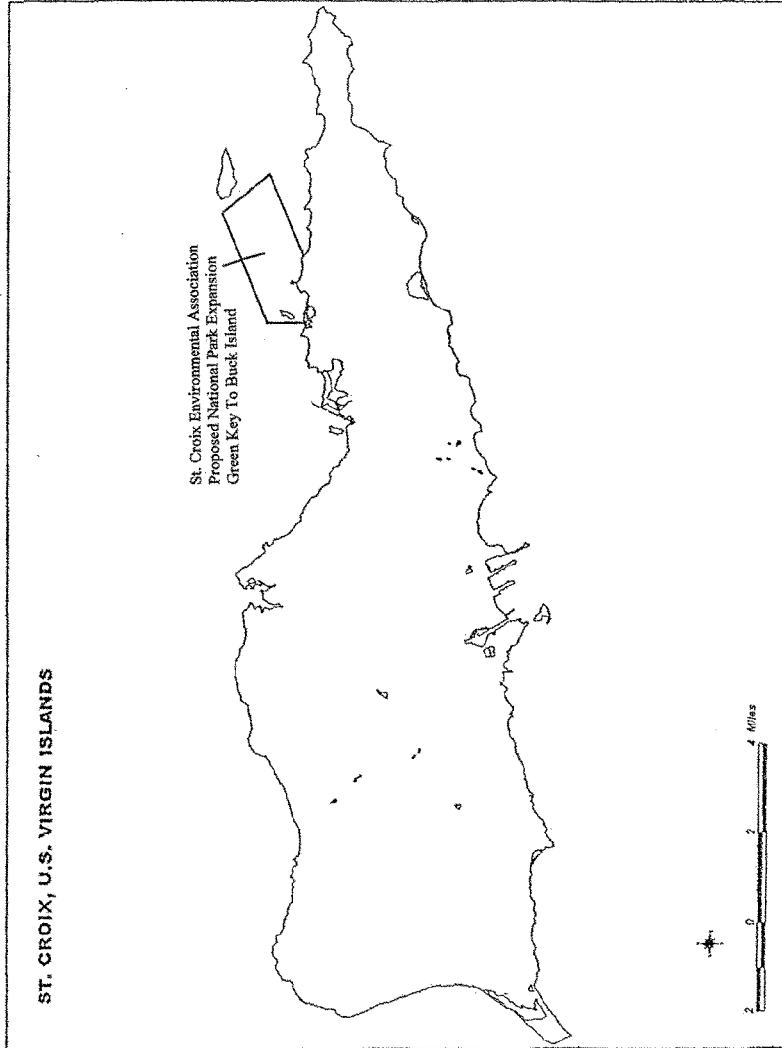 ST. CROIX, U.S. VIRGIN ISLANDS
St. Croix Environmental Association
Proposed National Park Expansion
Green Key To Buck Island
2 0 2 4 Miles